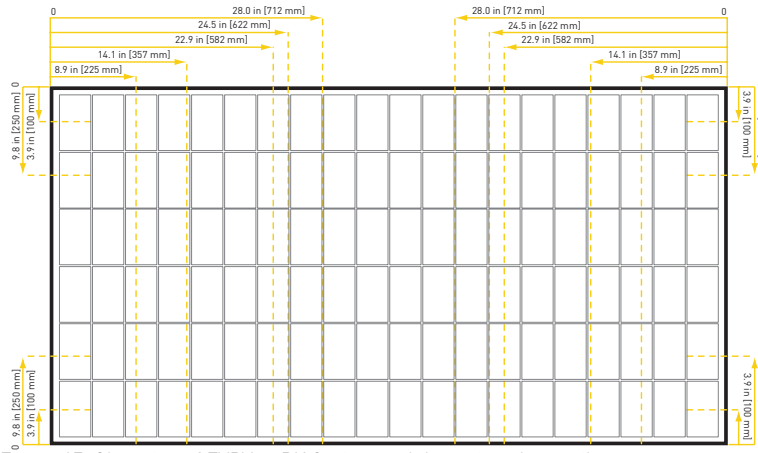 0
28.0 in [712 mm]
28.0 in [712 mm]
0
24.5 in [622 mm]
24.5 in [622 mm]
22.9 in [582 mm]
22.9 in [582 mm]
14.1 in [357 mm]
14.1 in [357 mm]
8.9 in [225 mm]
8.9 in [225 mm]
0
9.8 in [250 mm]
3.9 in [100 mm]
3.9 in [100 mm]
9.8 in [250 mm]
3.9 in [100 mm]
0
3.9 in [100 mm]